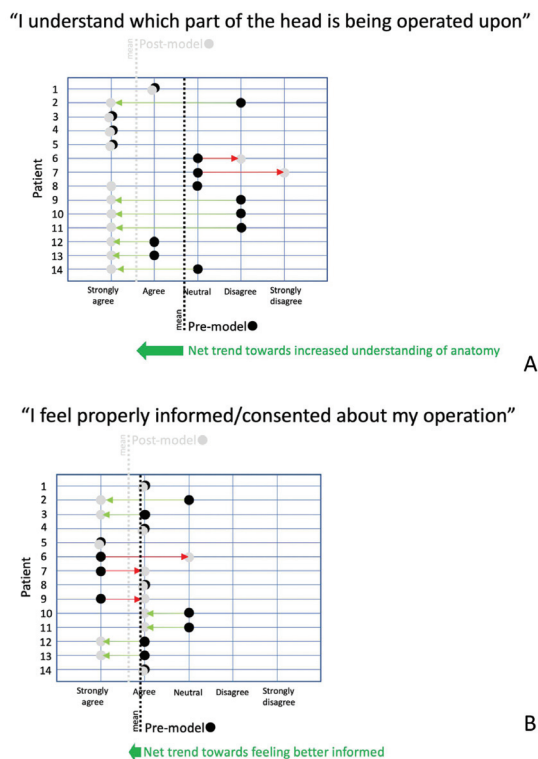 “I understand which part of the head is being operated upon”
mean
Post-model
1
2
3
4
5
6
7
8
9
10
11
12
13
14
Patient
Strongly agree
Agree
Neutral
Disagree
Strongly disagree
mean
Pre-model
Net trend towards increased understanding of anatomy
A
“I feel properly informed/consented about my operation”
mean
Post-model
1
2
3
4
5
6
7
8
9
10
11
12
13
14
Patient
Strongly agree
Agree
Neutral
Disagree
Strongly disagree
mean
Pre-model
Net trend towards feeling better informed
B